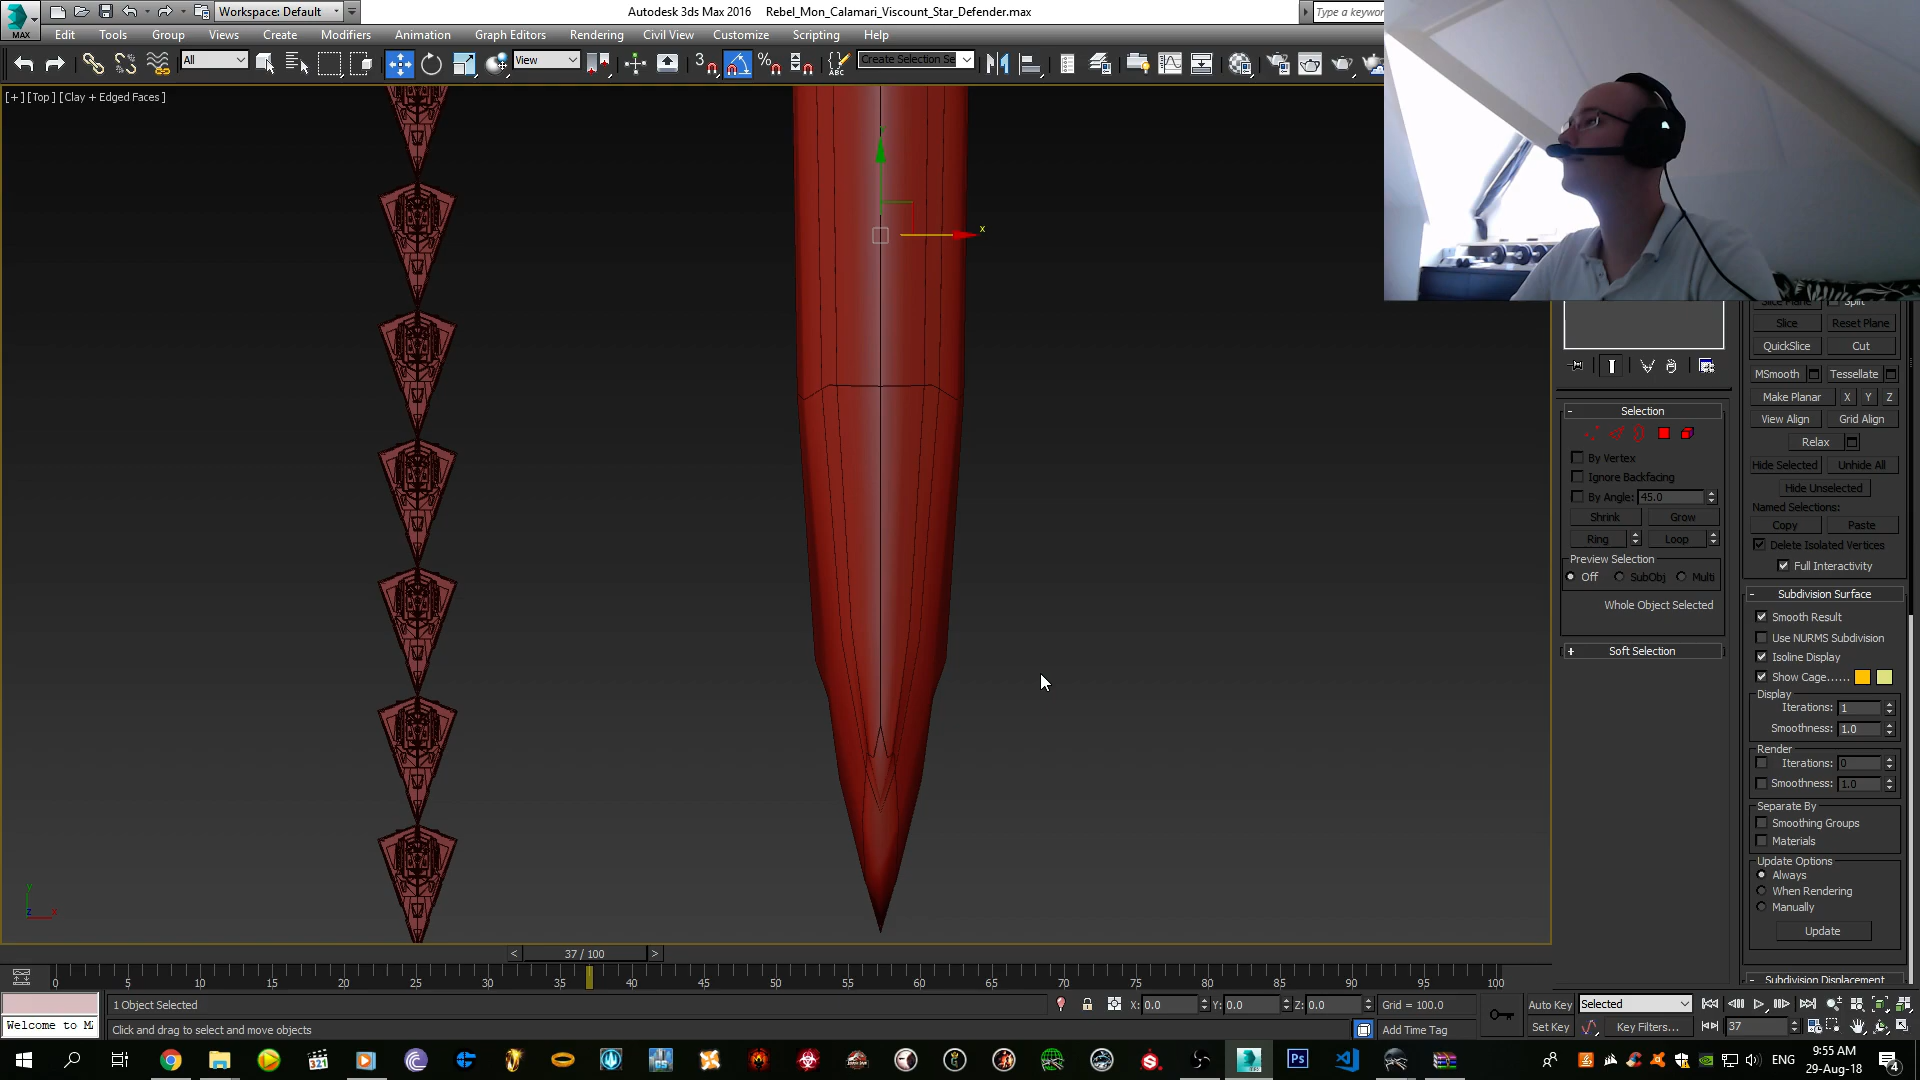 Workspace: Default
Autodesk 3ds Max 2016 Rebel_Mon_Calamari_Viscount_Star_Defender.max
Type a keywor
MAX
Edit Tools Group Views Create Modifiers Animation Graph Editors Rendering Civil View Customize Scripting Help
All View Create Selection Se
[+] [Top] [Clay + Edged Faces]
y
x
Slice Plane Split
Slice Reset Plane
QuickSlice Cut
MSmooth Tessellate
Make Planar X Y Z
View Align Grid Align
Relax
Hide Selected Unhide All
Hide Unselected
Named Selections:
Copy Paste
Delete Isolated Vertices
Full Interactivity
- Selection
By Vertex
Ignore Backfacing
By Angle: 45.0
Shrink Grow
Ring Loop
Preview Selection
Off SubObj Multi
Whole Object Selected
+ Soft Selection
- Subdivision Surface
Smooth Result
Use NURMS Subdivision
Isoline Display
Show Cage......
Display
Iterations: 1
Smoothness: 1.0
Render
Iterations: 0
Smoothness: 1.0
Separate By
Smoothing Groups
Materials
Update Options
Always
When Rendering
Manually
Update
Subdivision Displacement
y
z x
< 37 / 100 >
0 5 10 15 20 25 30 35 40 45 50 55 60 65 70 75 80 85 90 95 100
1 Object Selected
X: 0.0 Y: 0.0 Z: 0.0 Grid = 100.0
Auto Key Selected
Welcome to M
Click and drag to select and move objects
Add Time Tag
Set Key Key Filters... 37
Ps
ENG
9:55 AM
29-Aug-18
4